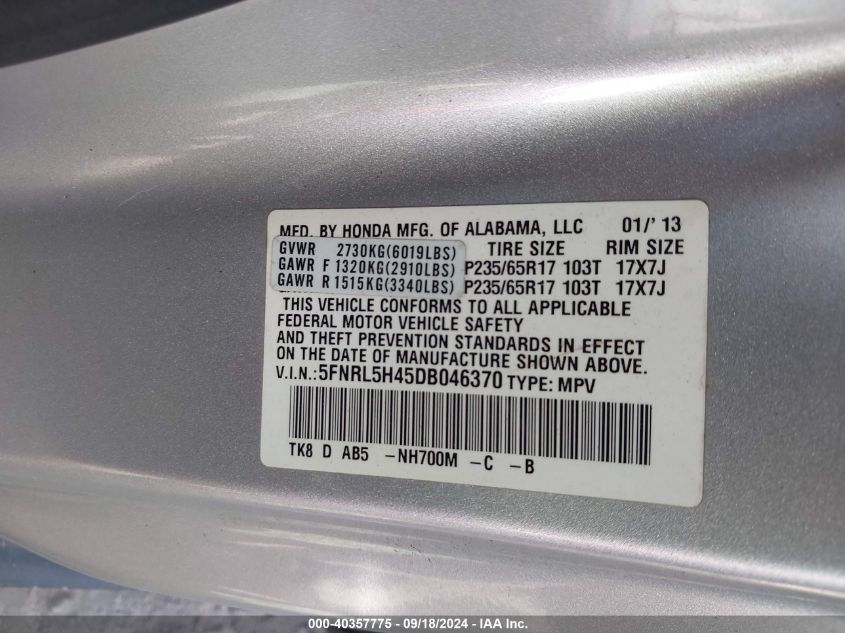 MFD. BY HONDA MFG. OF ALABAMA, LLC 01/'13
GVWR 2730KG(6019LBS) TIRE SIZE RIM SIZE
GAWR F 1320KG(2910LBS) P235/65R17 103T 17X7J
GAWR R 1515KG(3340LBS) P235/65R17 103T 17X7J
THIS VEHICLE CONFORMS TO ALL APPLICABLE
FEDERAL MOTOR VEHICLE SAFETY
AND THEFT PREVENTION STANDARDS IN EFFECT
ON THE DATE OF MANUFACTURE SHOWN ABOVE.
V.I.N.:5FNRL5H45DB046370 TYPE: MPV
TK8 D AB5 -NH700M -C -B
000-40357775 - 09/18/2024 - IAA Inc.